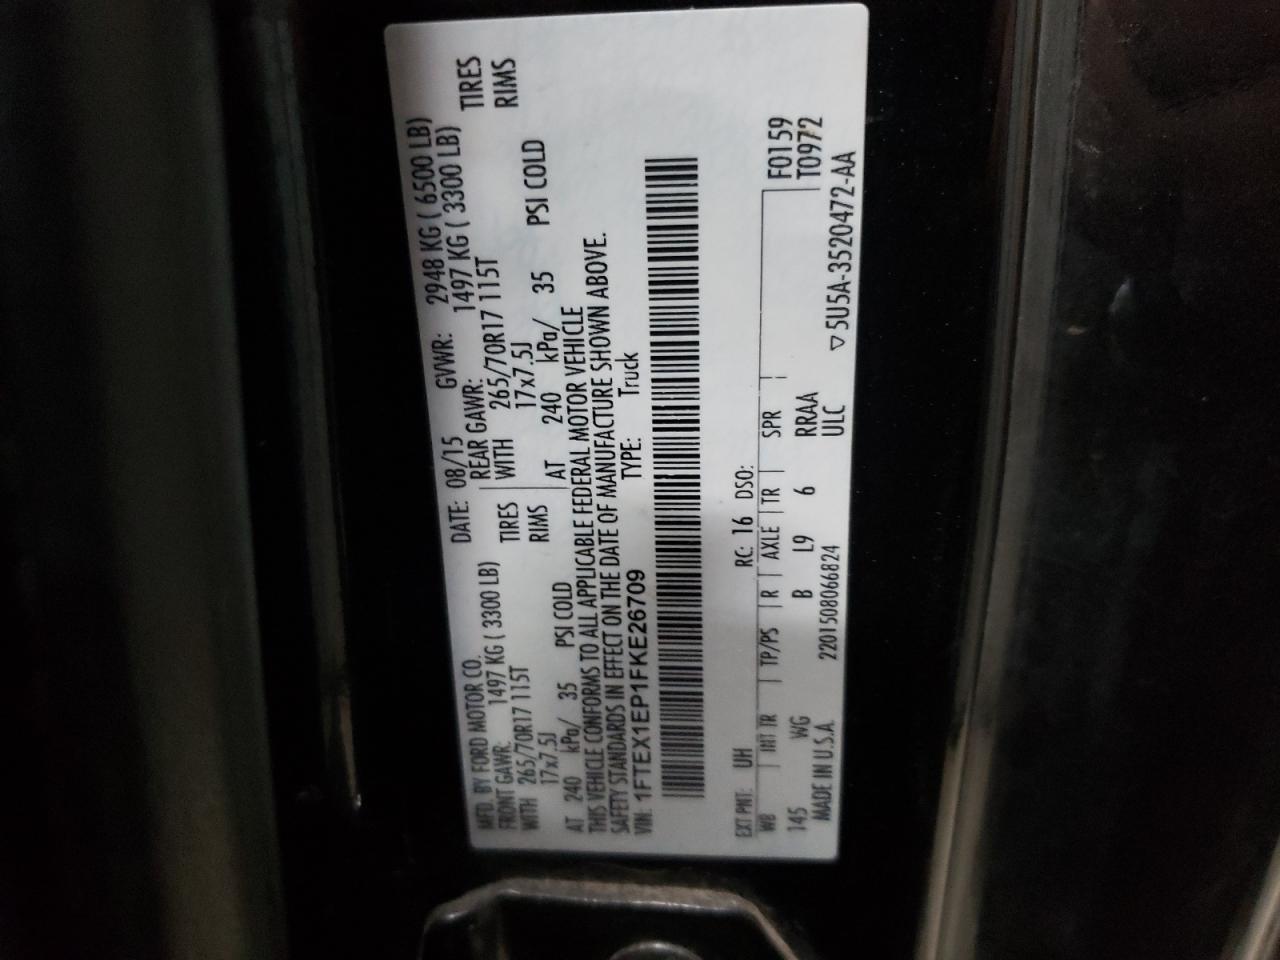 MFD. BY FORD MOTOR CO. DATE: 08/15 GVWR: 2948 KG ( 6500 LB)
FRONT GAWR: 1497 KG ( 3300 LB) REAR GAWR: 1497 KG ( 3300 LB)
WITH 265/70R17 115T TIRES WITH 265/70R17 115T TIRES
17x7.5J RIMS 17x7.5J RIMS
AT 240 kPa/ 35 PSI COLD AT 240 kPa/ 35 PSI COLD
THIS VEHICLE CONFORMS TO ALL APPLICABLE FEDERAL MOTOR VEHICLE
SAFETY STANDARDS IN EFFECT ON THE DATE OF MANUFACTURE SHOWN ABOVE.
VIN: 1FTEX1EP1FKE26709 TYPE: Truck
EXT PNT: UH RC: 16 DSO:
WB | INT TR | TP/PS | R | AXLE | TR | SPR F0159
145 WG B L9 6 RRAA T0972
MADE IN U.S.A. 2201508066824 ULC ▽5U5A-3520472-AA